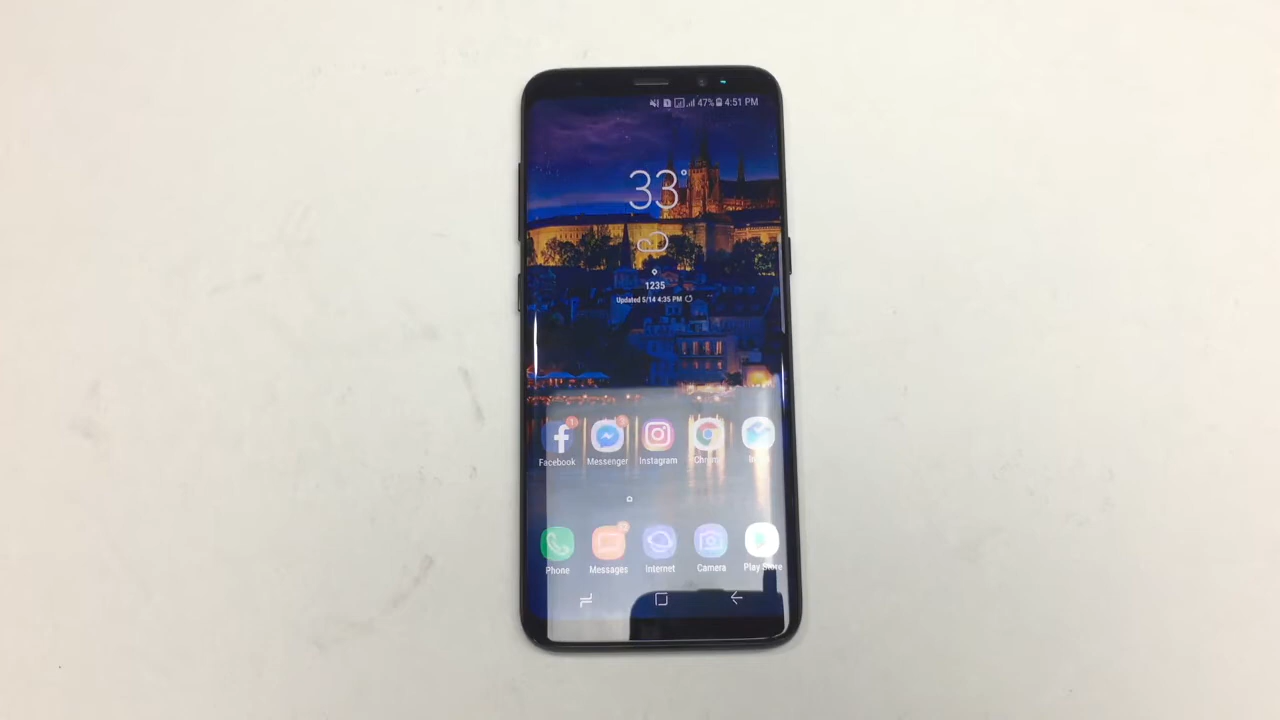 47% 4:51 PM
33°
1235
Updated 5/14 4:35 PM
Facebook Messenger Instagram
Phone Messages Internet Camera Play Store